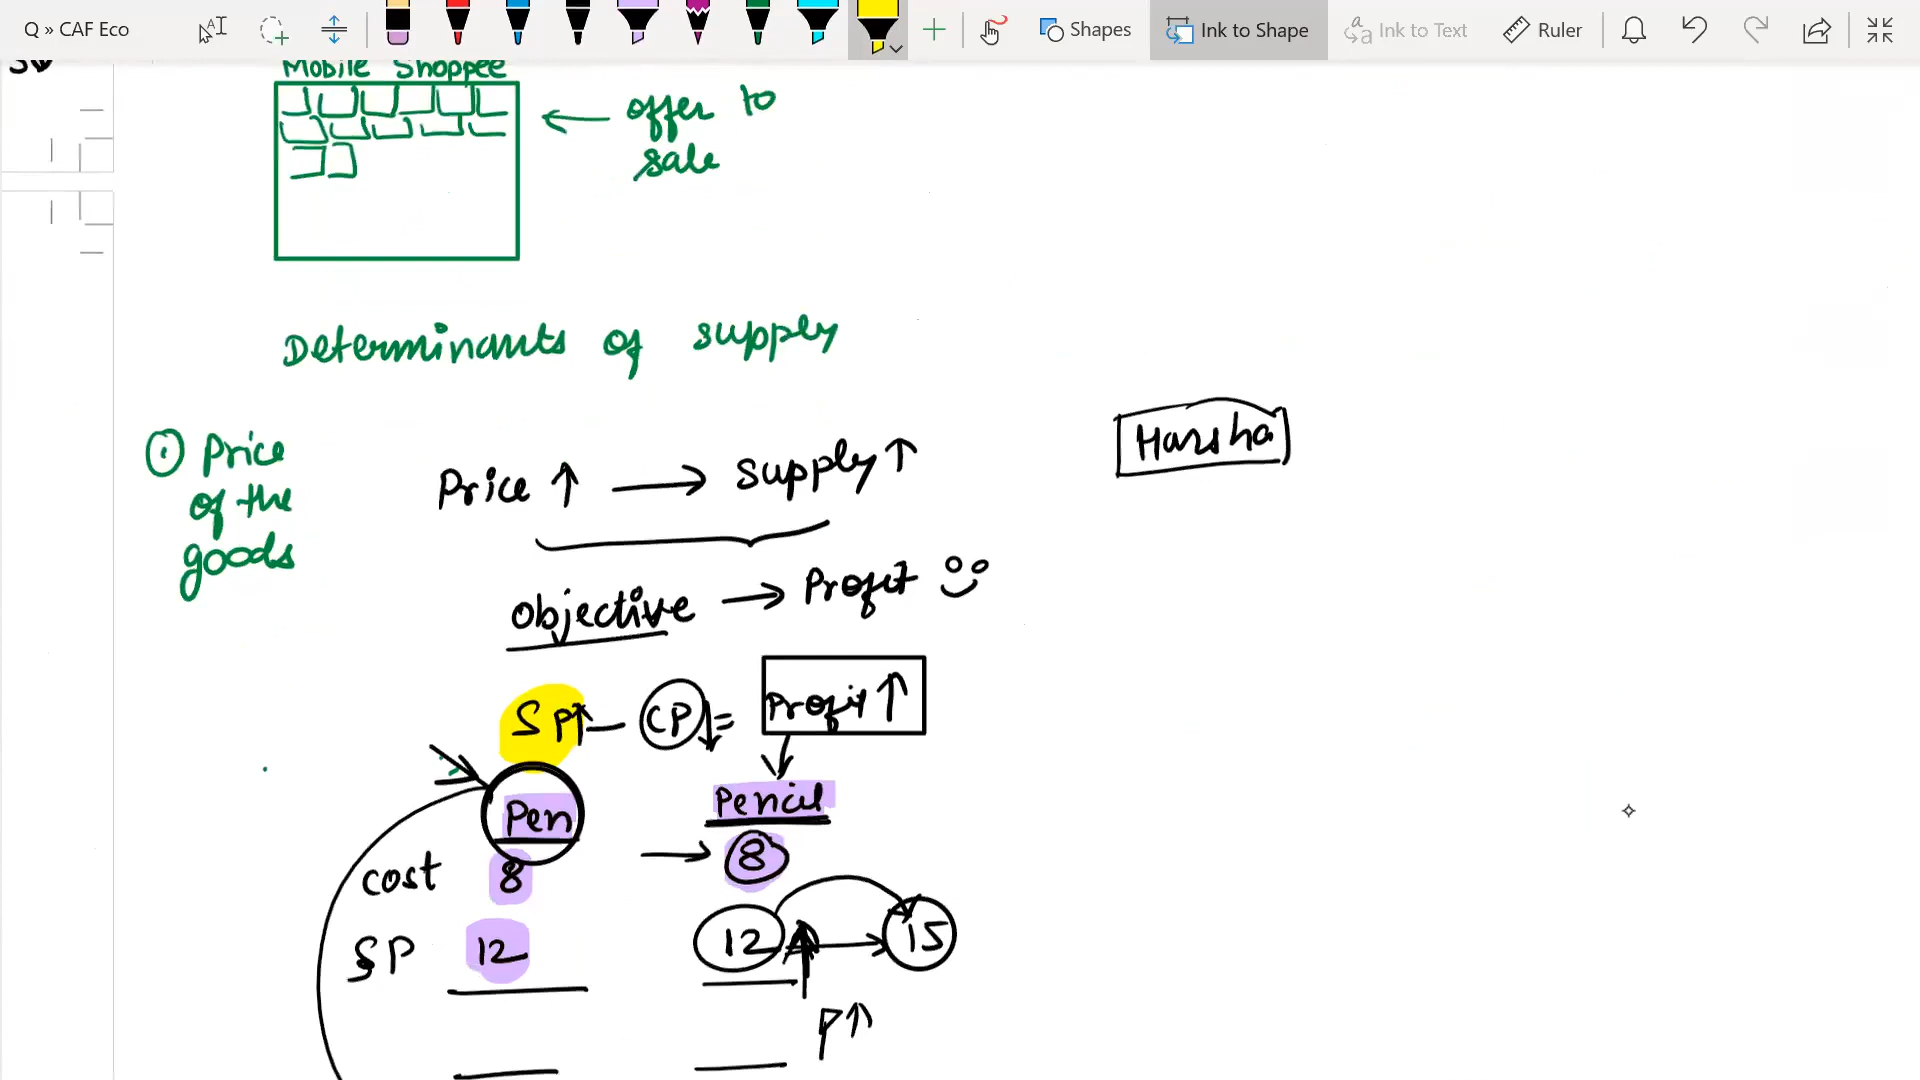 Q » CAF Eco
Shapes
Ink to Shape
Ink to Text
Ruler
Mobile Shoppee
offer to
sale
Determinants of supply
Harsha
① Price
of the
goods
Price ↑ → supply ↑
objective → Profit
SP↑ — CP↓ = Profit ↑
Pen Pencil
cost 8 → 8
SP 12 12 → 15
P↑